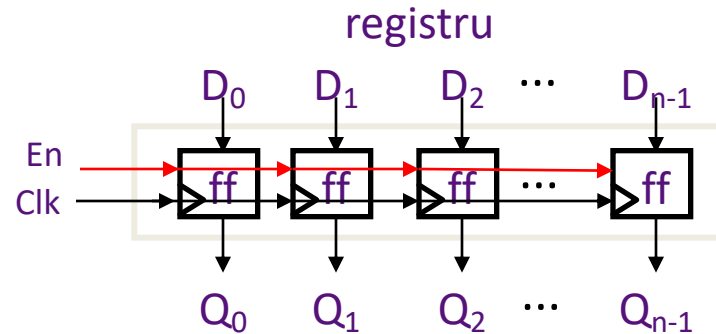 registru
D₀ D₁ D₂ ... Dₙ₋₁
En
ff ff ff ... ff
Clk
Q₀ Q₁ Q₂ ... Qₙ₋₁